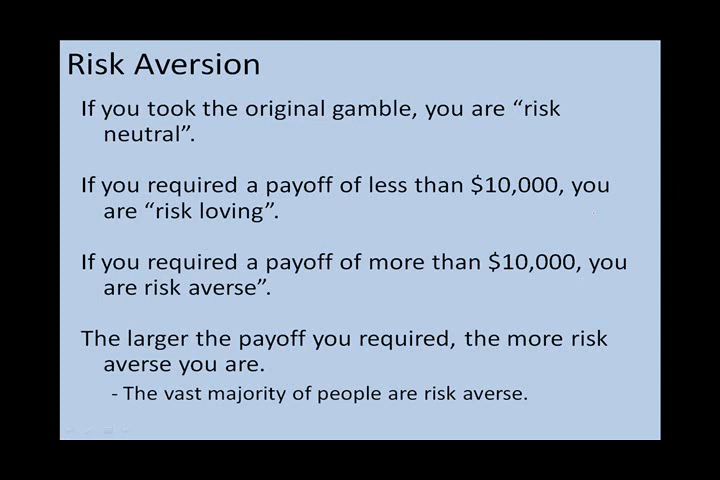 Risk Aversion
If you took the original gamble, you are “risk
neutral”.
If you required a payoff of less than $10,000, you
are “risk loving”.
If you required a payoff of more than $10,000, you
are risk averse”.
The larger the payoff you required, the more risk
averse you are.
- The vast majority of people are risk averse.